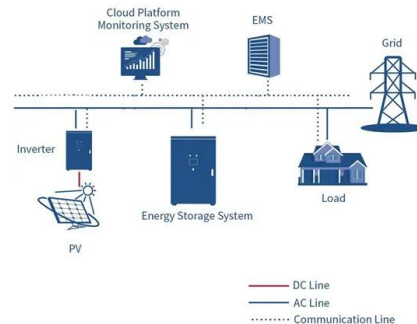 Cloud Platform
Monitoring System
EMS
Grid
Inverter
Load
Energy Storage System
PV
DC Line
AC Line
Communication Line